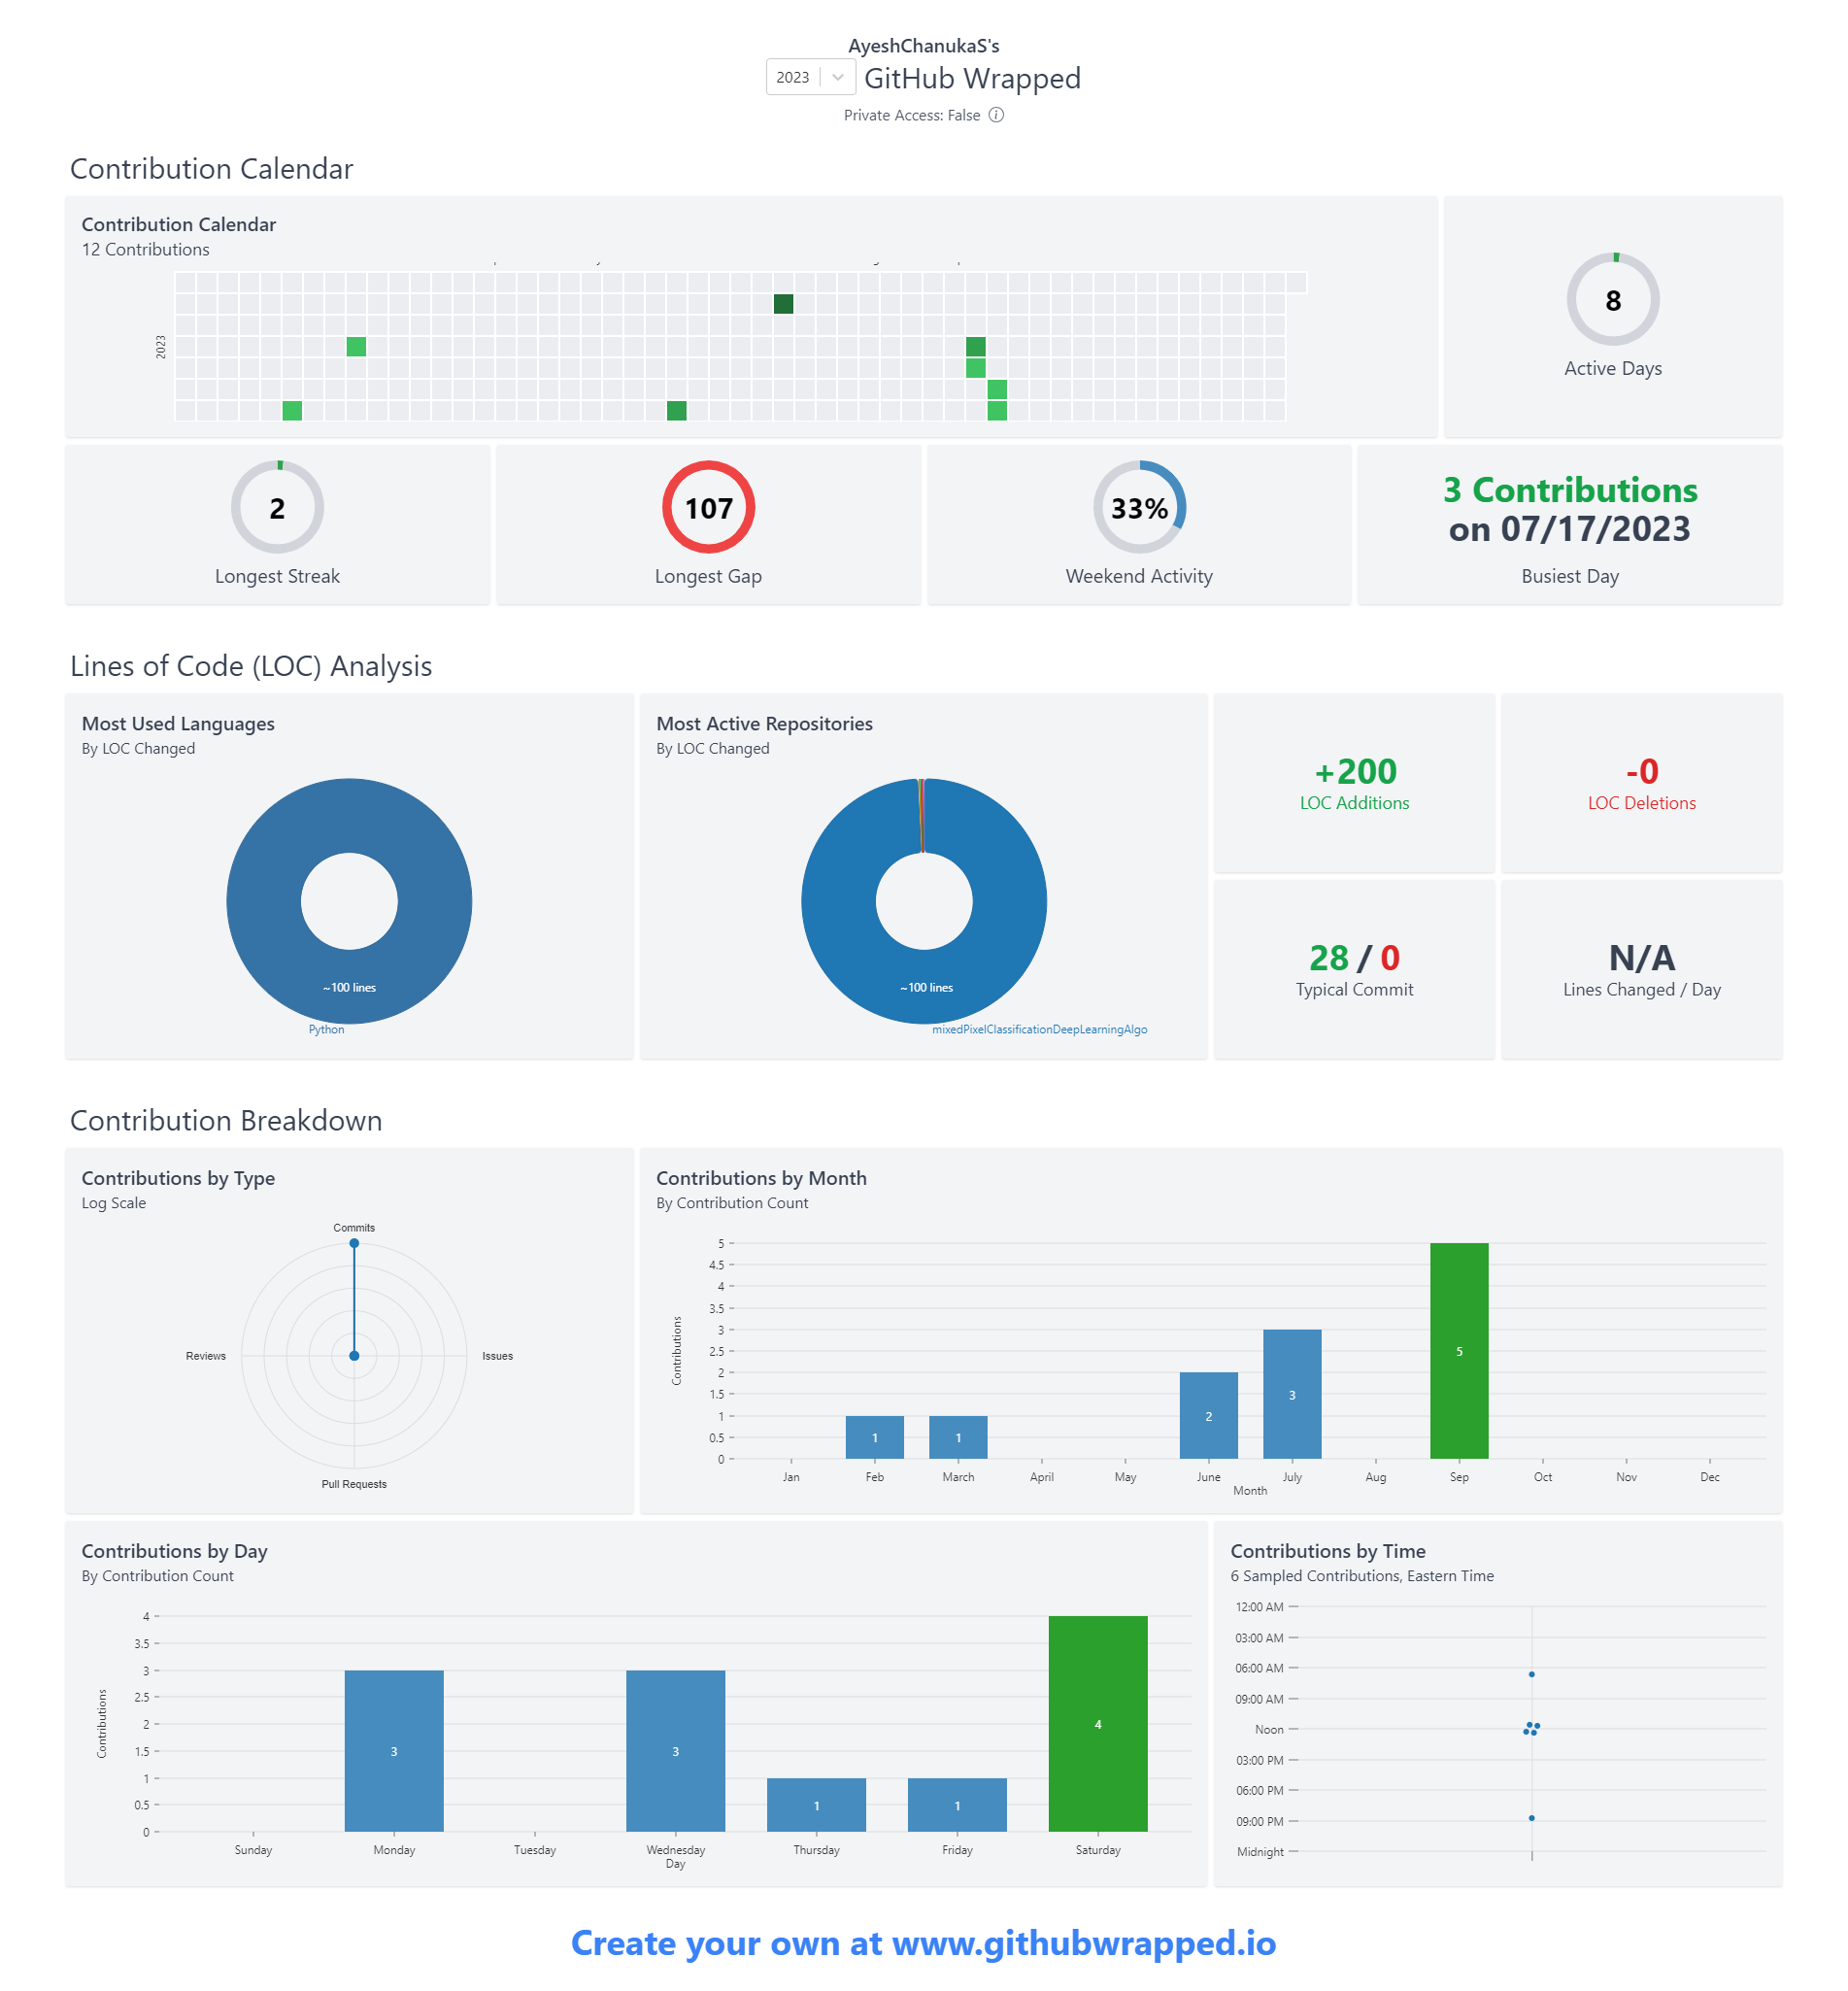 AyeshChanukaS's
2023
GitHub Wrapped
Private Access: False
Contribution Calendar
Contribution Calendar
12 Contributions
2023
8
Active Days
2
Longest Streak
107
Longest Gap
33%
Weekend Activity
3 Contributions
on 07/17/2023
Busiest Day
Lines of Code (LOC) Analysis
Most Used Languages
By LOC Changed
~100 lines
Python
Most Active Repositories
By LOC Changed
~100 lines
mixedPixelClassificationDeepLearningAlgo
+200
LOC Additions
-0
LOC Deletions
28 / 0
Typical Commit
N/A
Lines Changed / Day
Contribution Breakdown
Contributions by Type
Log Scale
Commits
Reviews
Issues
Pull Requests
Contributions by Month
By Contribution Count
Contributions
5
4.5
4
3.5
3
2.5
2
1.5
1
0.5
0
1
1
2
3
5
Jan
Feb
March
April
May
June
July
Aug
Sep
Oct
Nov
Dec
Month
Contributions by Day
By Contribution Count
Contributions
4
3.5
3
2.5
2
1.5
1
0.5
0
3
3
1
1
4
Sunday
Monday
Tuesday
Wednesday
Thursday
Friday
Saturday
Day
Contributions by Time
6 Sampled Contributions, Eastern Time
12:00 AM
03:00 AM
06:00 AM
09:00 AM
Noon
03:00 PM
06:00 PM
09:00 PM
Midnight
Create your own at www.githubwrapped.io